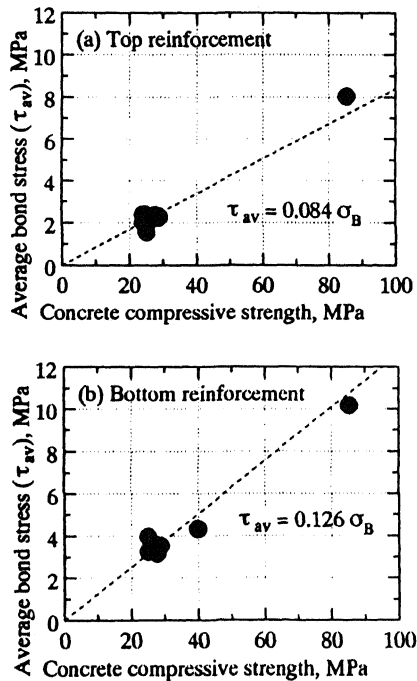 12
10
8
6
4
2
0
Average bond stress (τav), MPa
(a) Top reinforcement
τav = 0.084 σB
0 20 40 60 80 100
Concrete compressive strength, MPa
12
10
8
6
4
2
0
Average bond stress (τav), MPa
(b) Bottom reinforcement
τav = 0.126 σB
0 20 40 60 80 100
Concrete compressive strength, MPa